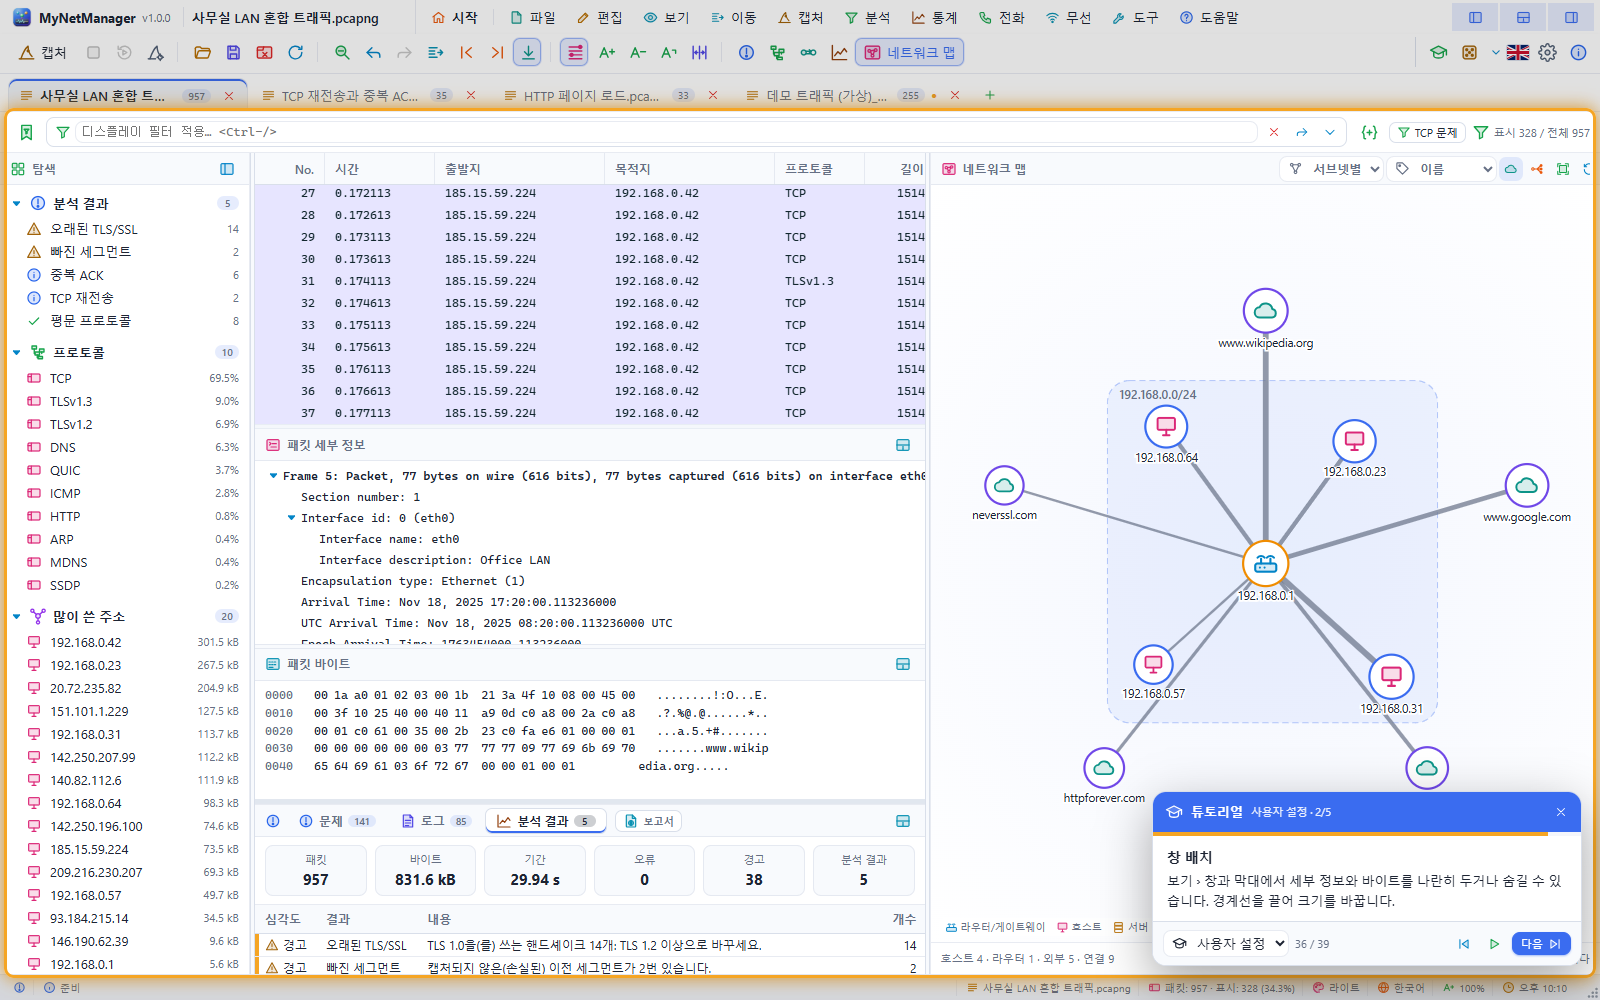 MyNetManager v1.0.0 사무실 LAN 혼합 트래픽.pcapng 시작 파일 편집 보기 이동 캡처 분석 통계 전화 무선 도구 도움말
캡처 네트워크 맵
사무실 LAN 혼합 트... 957 TCP 재전송과 중복 AC... 35 HTTP 페이지 로드.pca... 33 데모 트래픽 (가상)_... 255
디스플레이 필터 적용... <Ctrl-/> TCP 문제 표시 328 / 전체 957
탐색
분석 결과 5
오래된 TLS/SSL 14
빠진 세그먼트 2
중복 ACK 6
TCP 재전송 2
평문 프로토콜 8
프로토콜 10
TCP 69.5%
TLSv1.3 9.0%
TLSv1.2 6.9%
DNS 6.3%
QUIC 3.7%
ICMP 2.8%
HTTP 0.8%
ARP 0.4%
MDNS 0.4%
SSDP 0.2%
많이 쓴 주소 20
192.168.0.42 301.5 kB
192.168.0.23 267.5 kB
20.72.235.82 204.9 kB
151.101.1.229 127.5 kB
192.168.0.31 113.7 kB
142.250.207.99 112.2 kB
140.82.112.6 111.9 kB
192.168.0.64 98.3 kB
142.250.196.100 74.6 kB
185.15.59.224 73.5 kB
209.216.230.207 69.3 kB
192.168.0.57 49.7 kB
93.184.215.14 34.5 kB
146.190.62.39 9.6 kB
192.168.0.1 5.6 kB
No. 시간 출발지 목적지 프로토콜 길이
27 0.172113 185.15.59.224 192.168.0.42 TCP 1514
28 0.172613 185.15.59.224 192.168.0.42 TCP 1514
29 0.173113 185.15.59.224 192.168.0.42 TCP 1514
30 0.173613 185.15.59.224 192.168.0.42 TCP 1514
31 0.174113 185.15.59.224 192.168.0.42 TLSv1.3 1514
32 0.174613 185.15.59.224 192.168.0.42 TCP 1514
33 0.175113 185.15.59.224 192.168.0.42 TCP 1514
34 0.175613 185.15.59.224 192.168.0.42 TCP 1514
35 0.176113 185.15.59.224 192.168.0.42 TCP 1514
36 0.176613 185.15.59.224 192.168.0.42 TCP 1514
37 0.177113 185.15.59.224 192.168.0.42 TCP 1514
패킷 세부 정보
Frame 5: Packet, 77 bytes on wire (616 bits), 77 bytes captured (616 bits) on interface eth0
Section number: 1
Interface id: 0 (eth0)
Interface name: eth0
Interface description: Office LAN
Encapsulation type: Ethernet (1)
Arrival Time: Nov 18, 2025 17:20:00.113236000
UTC Arrival Time: Nov 18, 2025 08:20:00.113236000 UTC
Epoch Arrival Time: 1763454000.113236000
패킷 바이트
0000 00 1a a0 01 02 03 00 1b 21 3a 4f 10 08 00 45 00 ........!:O...E.
0010 00 3f 10 25 40 00 40 11 a9 0d c0 a8 00 2a c0 a8 .?.%@.@......*..
0020 00 01 c0 61 00 35 00 2b 23 c0 fa e6 01 00 00 01 ...a.5.+#.......
0030 00 00 00 00 00 00 03 77 77 77 09 77 69 6b 69 70 .......www.wikip
0040 65 64 69 61 03 6f 72 67 00 00 01 00 01 edia.org.....
문제 141 로그 85 분석 결과 5 보고서
패킷 957
바이트 831.6 kB
기간 29.94 s
오류 0
경고 38
분석 결과 5
심각도 결과 내용 개수
경고 오래된 TLS/SSL TLS 1.0을(를) 쓰는 핸드셰이크 14개: TLS 1.2 이상으로 바꾸세요. 14
경고 빠진 세그먼트 캡처되지 않은(손실된) 이전 세그먼트가 2번 있습니다. 2
네트워크 맵 서브넷별 이름
www.wikipedia.org
192.168.0.0/24
192.168.0.64
192.168.0.23
neverssl.com
www.google.com
192.168.0.1
192.168.0.57
192.168.0.31
httpforever.com
라우터/게이트웨이 호스트 서버
호스트 4 · 라우터 1 · 외부 5 · 연결 9
튜토리얼 사용자 설정 · 2/5
창 배치
보기 › 창과 막대에서 세부 정보와 바이트를 나란히 두거나 숨길 수 있
습니다. 경계선을 끌어 크기를 바꿉니다.
사용자 설정 36 / 39 다음
준비 사무실 LAN 혼합 트래픽.pcapng 패킷: 957 · 표시: 328 (34.3%) 라이트 한국어 100% 오후 10:10